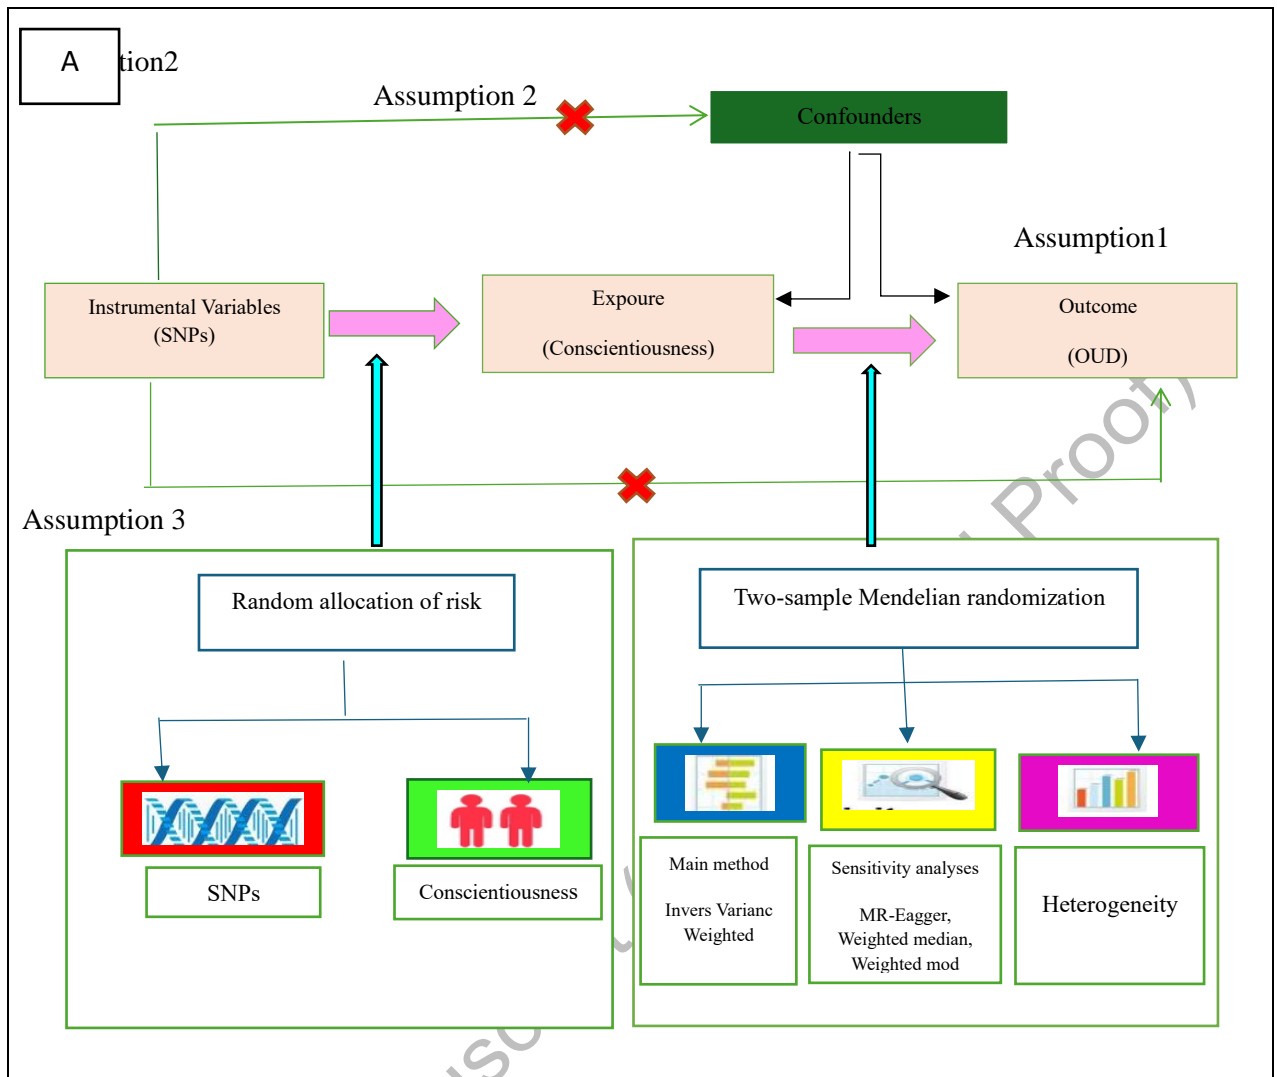 A
tion2
Assumption 2
Confounders
Assumption1
Instrumental Variables
(SNPs)
Expoure
(Conscientiousness)
Outcome
(OUD)
Proof)
Assumption 3
Random allocation of risk
Two-sample Mendelian randomization
SNPs
Conscientiousness
Main method
Invers Varianc
Weighted
Sensitivity analyses
MR-Eagger,
Weighted median,
Weighted mod
Heterogeneity